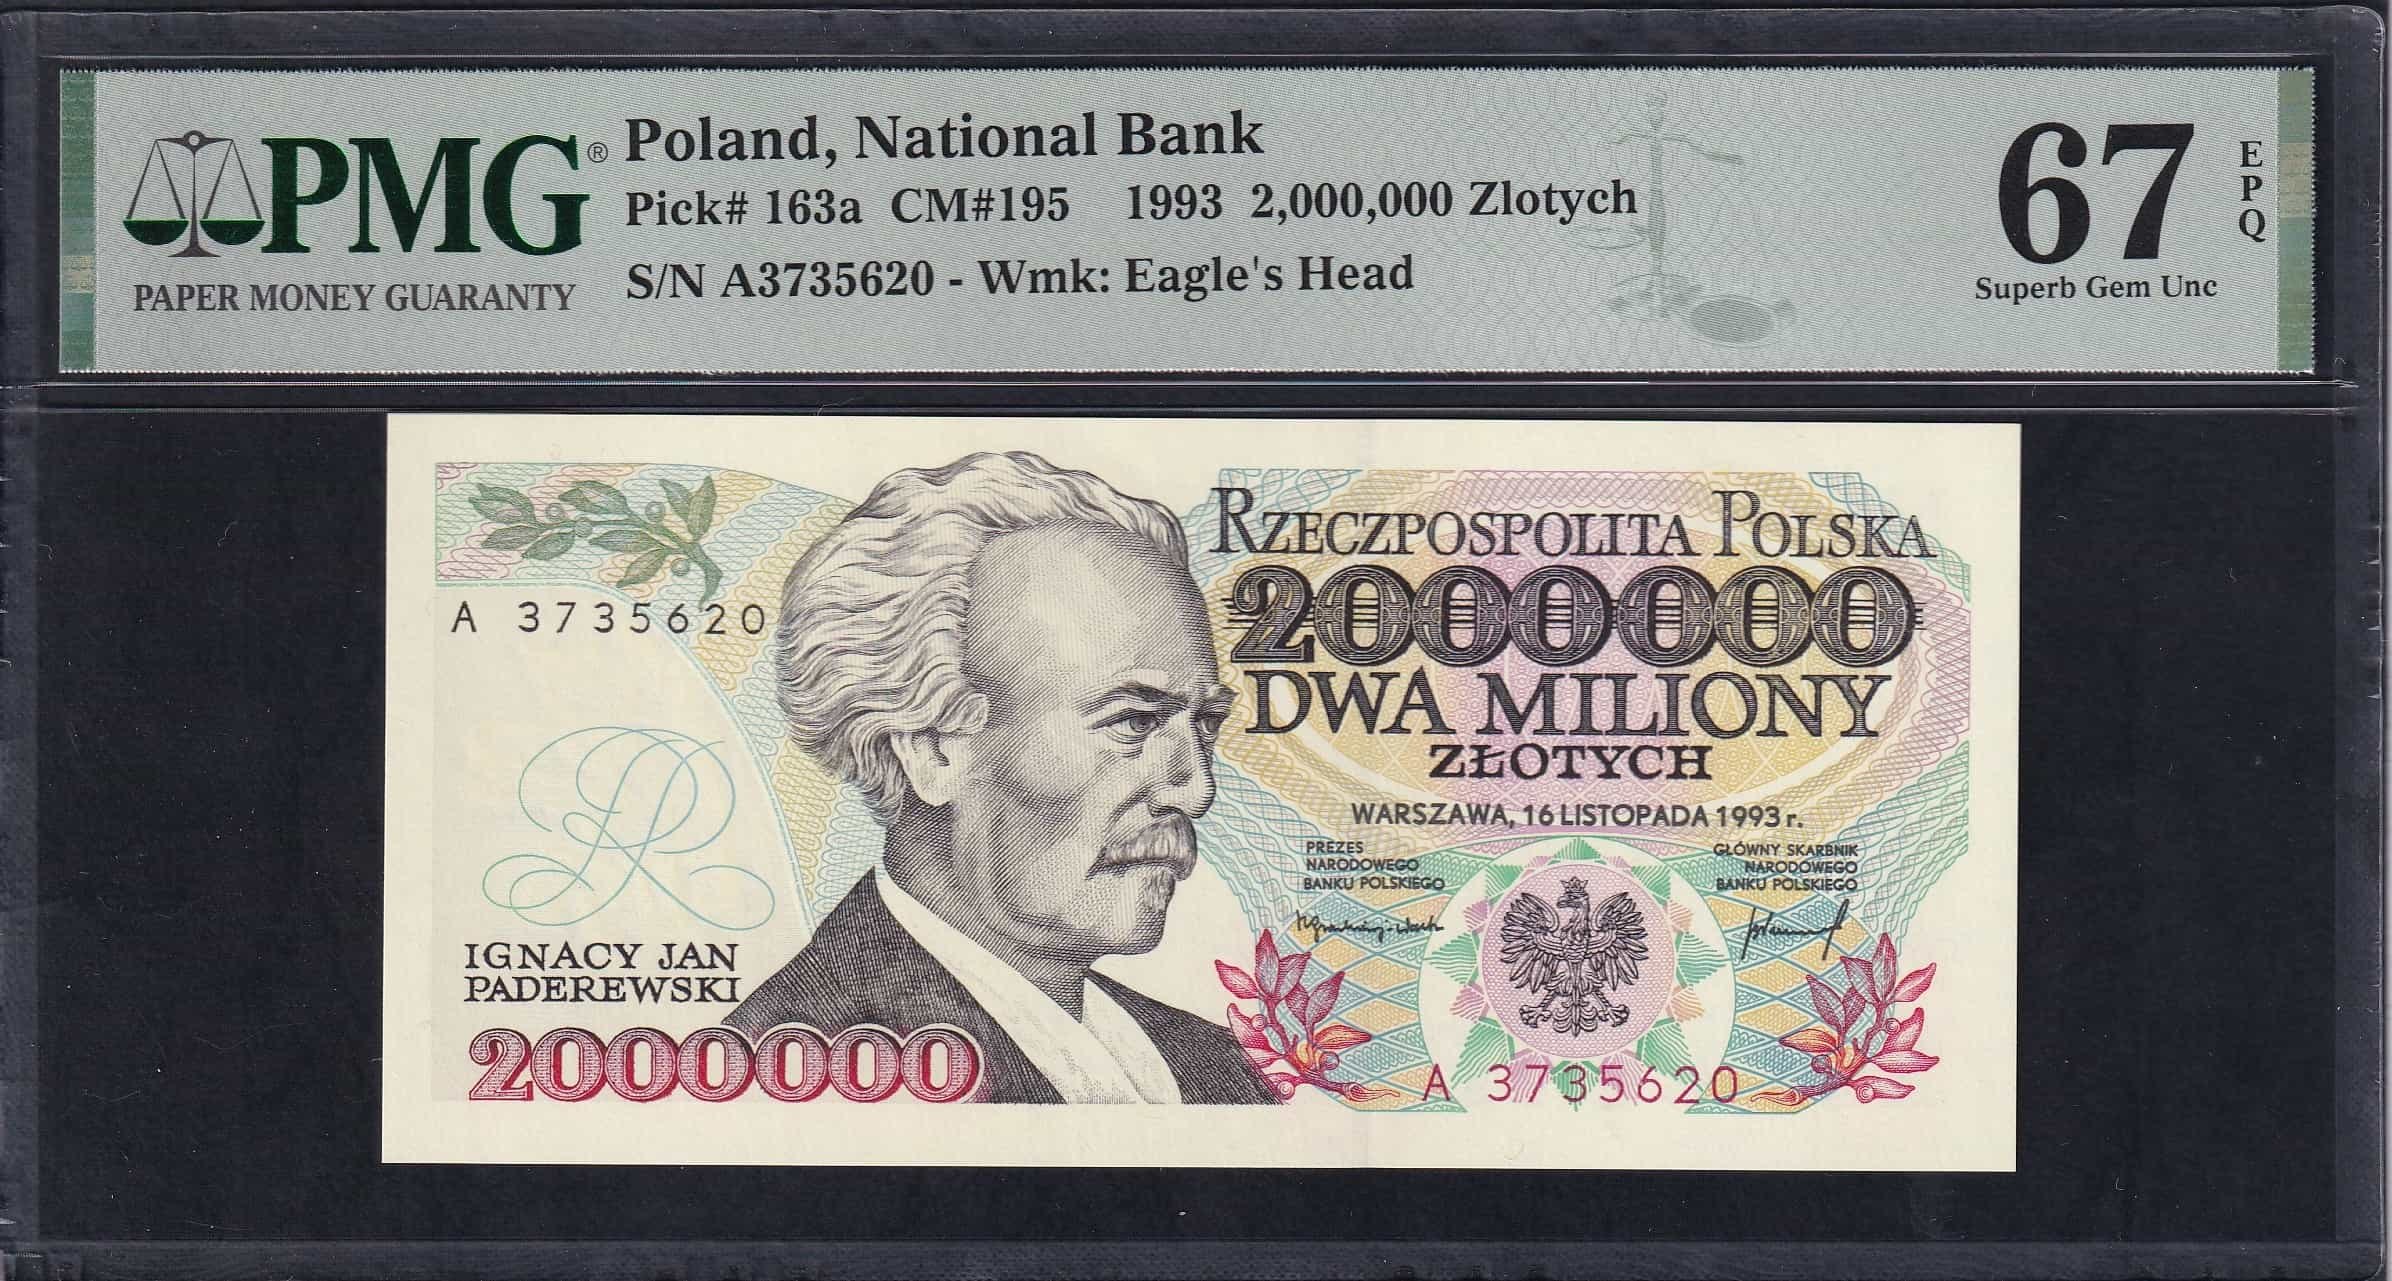 PMG®
PAPER MONEY GUARANTY
Poland, National Bank
Pick# 163a CM#195 1993 2,000,000 Zlotych
S/N A3735620 - Wmk: Eagle's Head
67
EPQ
Superb Gem Unc
A 3735620
RZECZPOSPOLITA POLSKA
2000000
DWA MILIONY
ZŁOTYCH
WARSZAWA, 16 LISTOPADA 1993 r.
PREZES
NARODOWEGO
BANKU POLSKIEGO
GŁÓWNY SKARBNIK
NARODOWEGO
BANKU POLSKIEGO
IGNACY JAN
PADEREWSKI
2000000
A 3735620